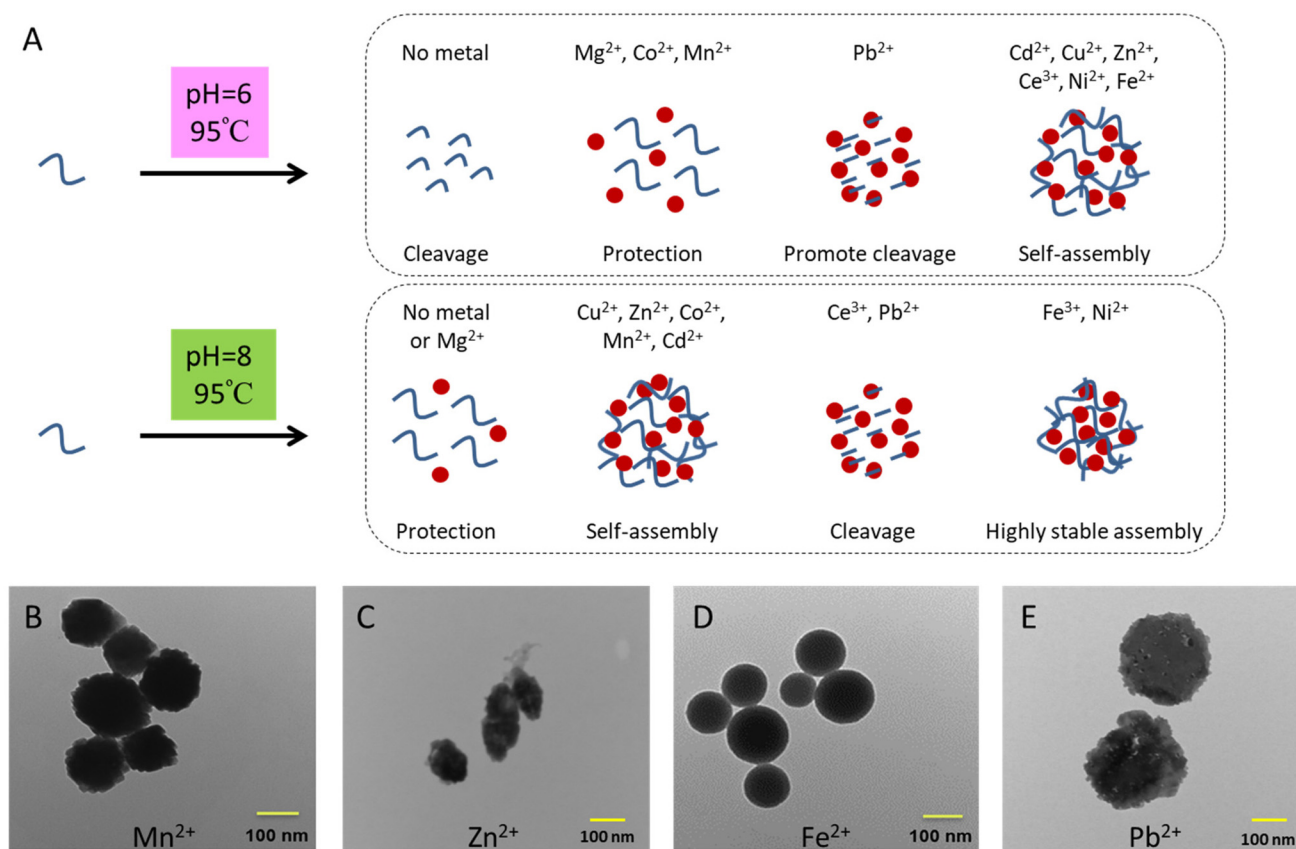 A
pH=6
95℃
No metal
Mg²⁺, Co²⁺, Mn²⁺
Pb²⁺
Cd²⁺, Cu²⁺, Zn²⁺,
Ce³⁺, Ni²⁺, Fe²⁺
Cleavage
Protection
Promote cleavage
Self-assembly
pH=8
95℃
No metal
or Mg²⁺
Cu²⁺, Zn²⁺, Co²⁺,
Mn²⁺, Cd²⁺
Ce³⁺, Pb²⁺
Fe³⁺, Ni²⁺
Protection
Self-assembly
Cleavage
Highly stable assembly
B
Mn²⁺
100 nm
C
Zn²⁺
100 nm
D
Fe²⁺
100 nm
E
Pb²⁺
100 nm